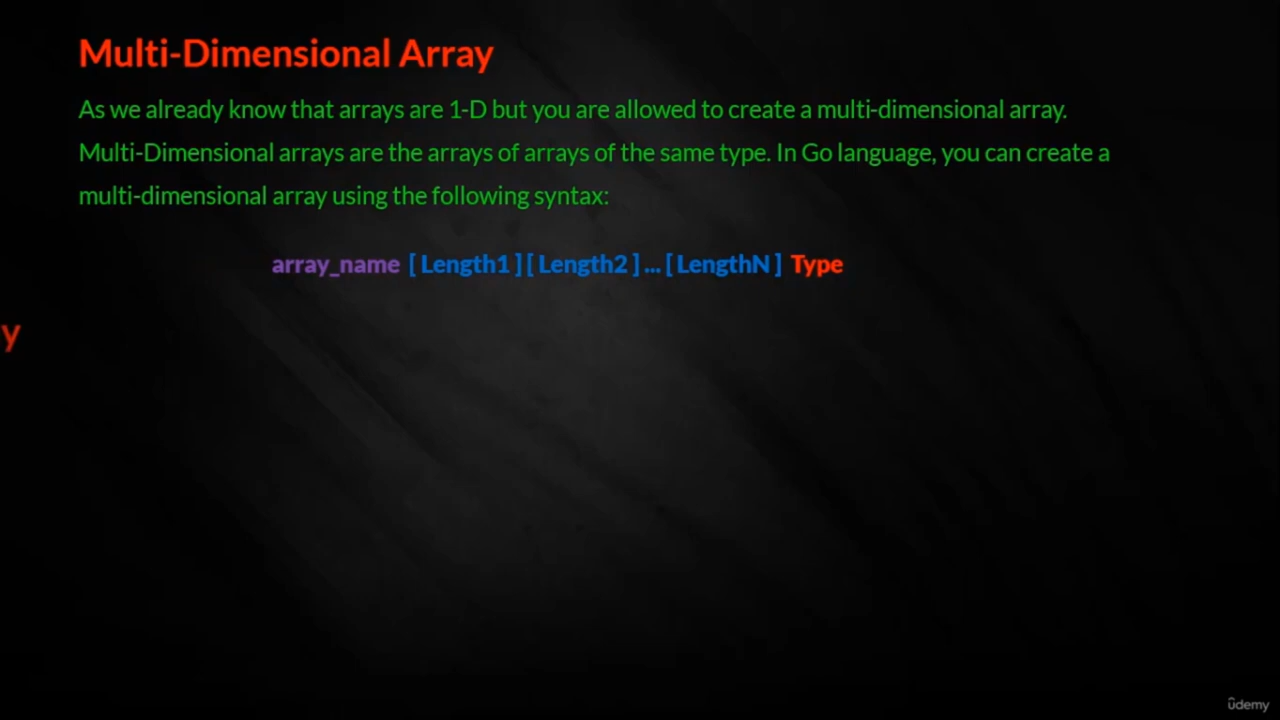 Multi-Dimensional Array
As we already know that arrays are 1-D but you are allowed to create a multi-dimensional array.
Multi-Dimensional arrays are the arrays of arrays of the same type. In Go language, you can create a
multi-dimensional array using the following syntax:
array_name [ Length1 ] [ Length2 ] ... [ LengthN ] Type
y
ûdemy